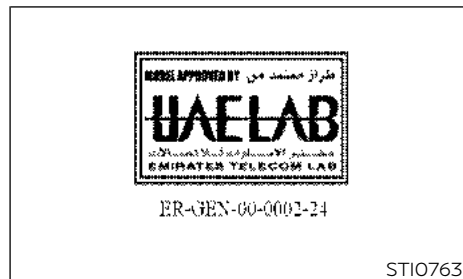 MODEL APPROVED BY طراز معتمد من
UAELAB
EMIRATES TELECOM LAB
ER-GEN-00-0002-24
STI0763